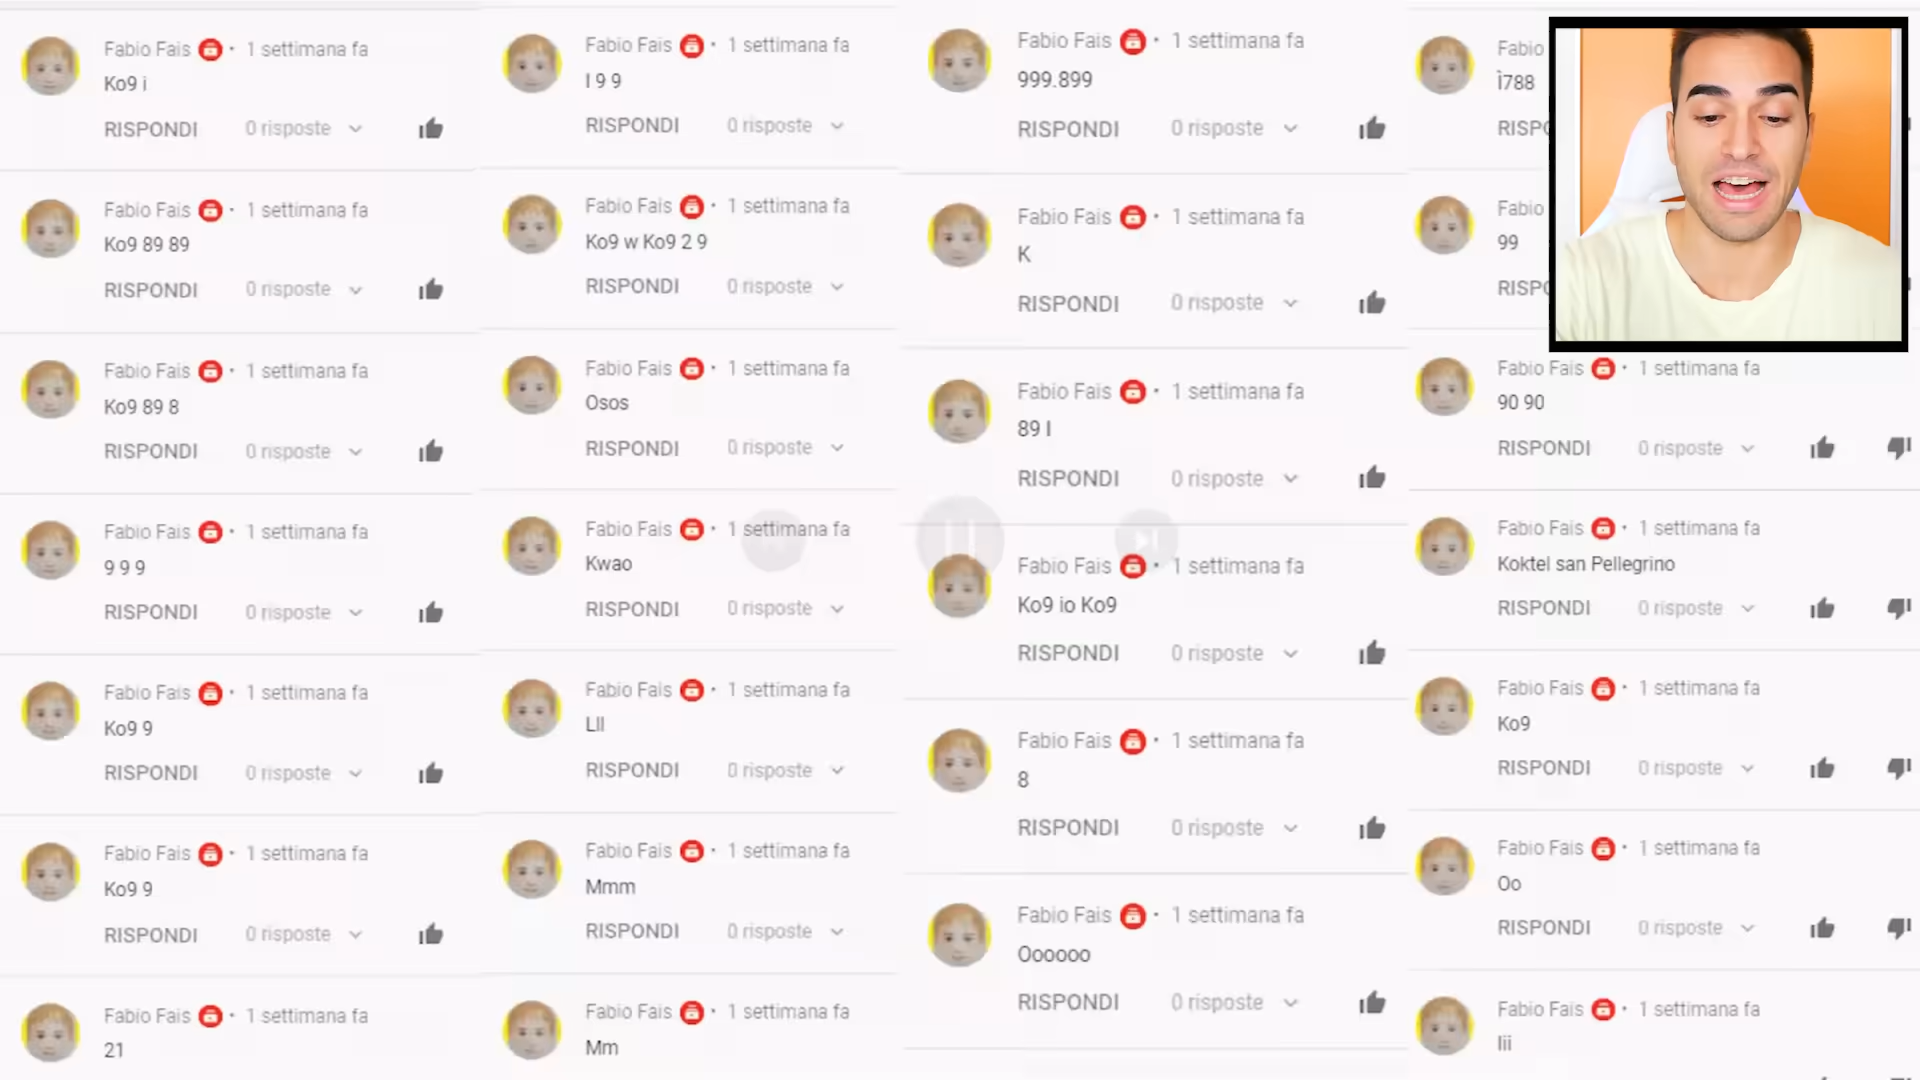 Fabio Fais · 1 settimana fa
Ko9 i
RISPONDI 0 risposte
Fabio Fais · 1 settimana fa
Ko9 89 89
RISPONDI 0 risposte
Fabio Fais · 1 settimana fa
Ko9 89 8
RISPONDI 0 risposte
Fabio Fais · 1 settimana fa
9 9 9
RISPONDI 0 risposte
Fabio Fais · 1 settimana fa
Ko9 9
RISPONDI 0 risposte
Fabio Fais · 1 settimana fa
Ko9 9
RISPONDI 0 risposte
Fabio Fais · 1 settimana fa
21
Fabio Fais · 1 settimana fa
I 9 9
RISPONDI 0 risposte
Fabio Fais · 1 settimana fa
Ko9 w Ko9 2 9
RISPONDI 0 risposte
Fabio Fais · 1 settimana fa
Osos
RISPONDI 0 risposte
Fabio Fais · 1 settimana fa
Kwao
RISPONDI 0 risposte
Fabio Fais · 1 settimana fa
Lll
RISPONDI 0 risposte
Fabio Fais · 1 settimana fa
Mmm
RISPONDI 0 risposte
Fabio Fais · 1 settimana fa
Mm
Fabio Fais · 1 settimana fa
999.899
RISPONDI 0 risposte
Fabio Fais · 1 settimana fa
K
RISPONDI 0 risposte
Fabio Fais · 1 settimana fa
89 I
RISPONDI 0 risposte
Fabio Fais · 1 settimana fa
Ko9 io Ko9
RISPONDI 0 risposte
Fabio Fais · 1 settimana fa
8
RISPONDI 0 risposte
Fabio Fais · 1 settimana fa
Oooooo
RISPONDI 0 risposte
Fabio
Ì788
RISP
Fabio
99
RISP
Fabio Fais · 1 settimana fa
90 90
RISPONDI 0 risposte
Fabio Fais · 1 settimana fa
Koktel san Pellegrino
RISPONDI 0 risposte
Fabio Fais · 1 settimana fa
Ko9
RISPONDI 0 risposte
Fabio Fais · 1 settimana fa
Oo
RISPONDI 0 risposte
Fabio Fais · 1 settimana fa
Iii